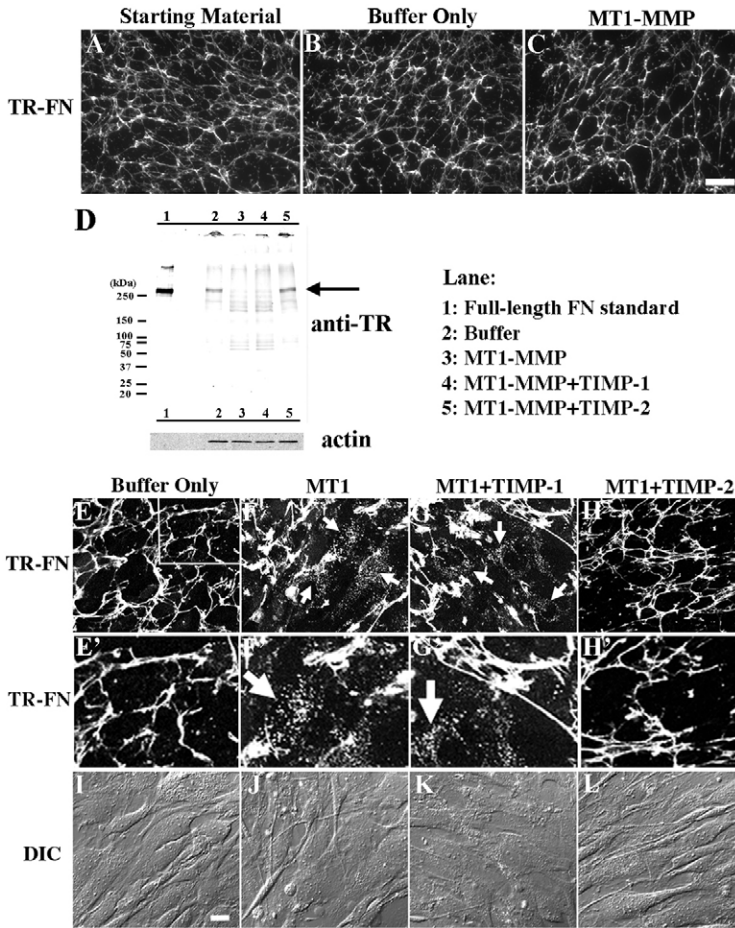 Starting Material Buffer Only MT1-MMP
A B C
TR-FN
D
1 2 3 4 5
(kDa)
250
150
100
75
50
37
25
20
anti-TR
1 2 3 4 5
actin
Lane:
1: Full-length FN standard
2: Buffer
3: MT1-MMP
4: MT1-MMP+TIMP-1
5: MT1-MMP+TIMP-2
Buffer Only MT1 MT1+TIMP-1 MT1+TIMP-2
E F G H
TR-FN
E' F' G' H'
TR-FN
I J K L
DIC